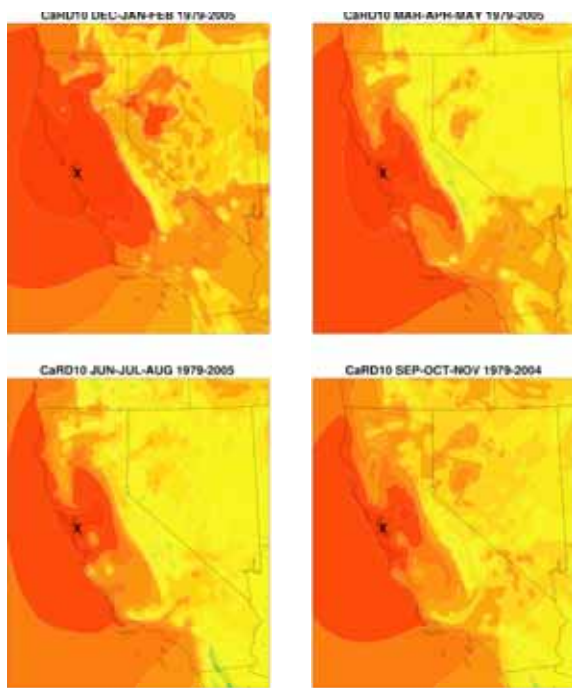 CaRD10 DEC-JAN-FEB 1979-2005
CaRD10 MAR-APR-MAY 1979-2005
X
X
CaRD10 JUN-JUL-AUG 1979-2005
CaRD10 SEP-OCT-NOV 1979-2004
X
X